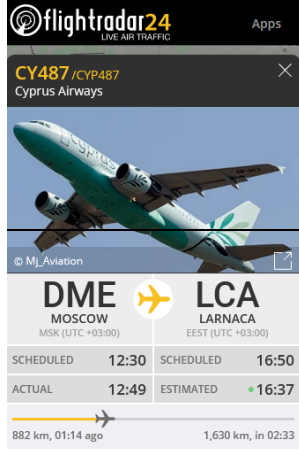 flightradar24
LIVE AIR TRAFFIC
Apps
CY487 /CYP487
Cyprus Airways
cyprus
© Mj_Aviation
DME LCA
MOSCOW LARNACA
MSK (UTC +03:00) EEST (UTC +03:00)
SCHEDULED 12:30 SCHEDULED 16:50
ACTUAL 12:49 ESTIMATED 16:37
882 km, 01:14 ago 1,630 km, in 02:33